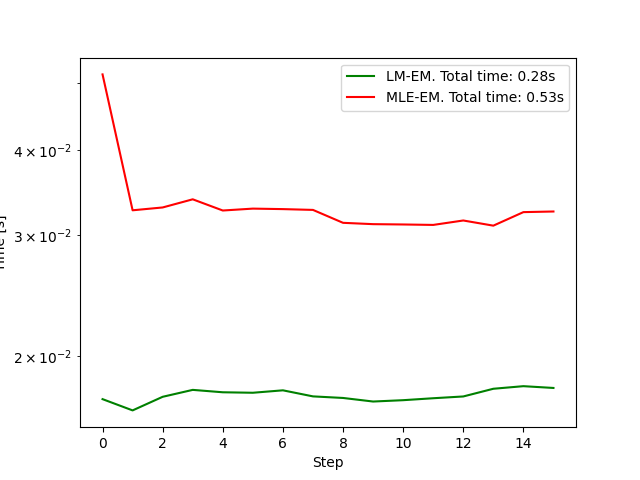 LM-EM. Total time: 0.28s
MLE-EM. Total time: 0.53s
4 × 10⁻²
3 × 10⁻²
2 × 10⁻²
[s]
0 2 4 6 8 10 12 14
Step